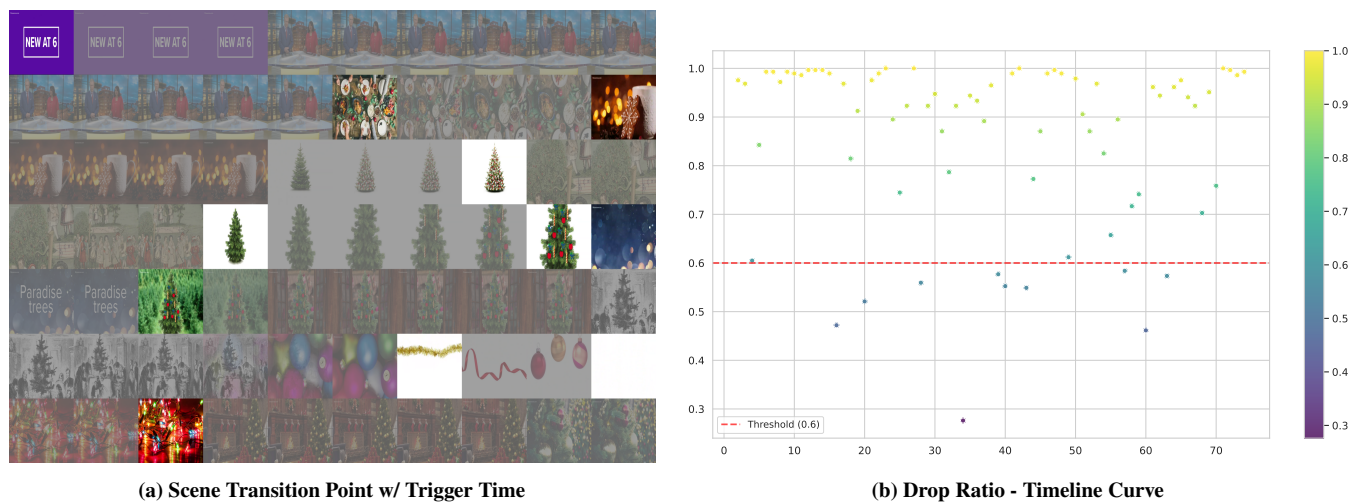 NEW AT 6
NEW AT 6
NEW AT 6
NEW AT 6
Paradise
trees
Paradise
trees
(a) Scene Transition Point w/ Trigger Time
1.0
0.9
0.8
0.7
0.6
0.5
0.4
0.3
Threshold (0.6)
0
10
20
30
40
50
60
70
1.0
0.9
0.8
0.7
0.6
0.5
0.4
0.3
(b) Drop Ratio - Timeline Curve